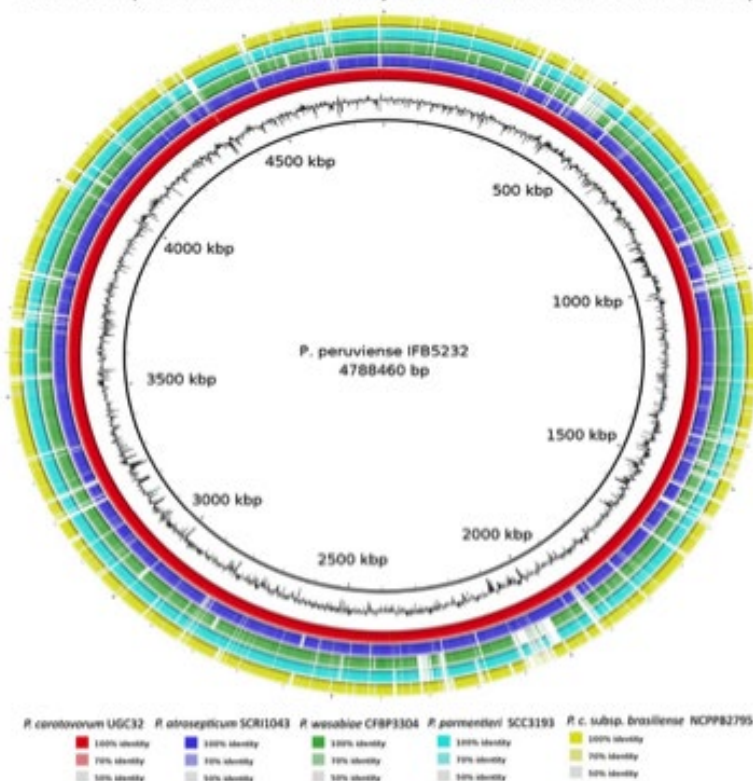 4500 kbp
500 kbp
4000 kbp
1000 kbp
P. peruviense IFB5232
4788460 bp
3500 kbp
1500 kbp
3000 kbp
2000 kbp
2500 kbp
P. carotovorum UGC32 P. atrosepticum SCRI1043 P. wasabiae CFBP3304 P. parmentieri SCC3193 P. c. subsp. brasiliense NCPPB2795
100% identity 100% identity 100% identity 100% identity 100% identity
70% identity 70% identity 70% identity 70% identity 70% identity
50% identity 50% identity 50% identity 50% identity 50% identity